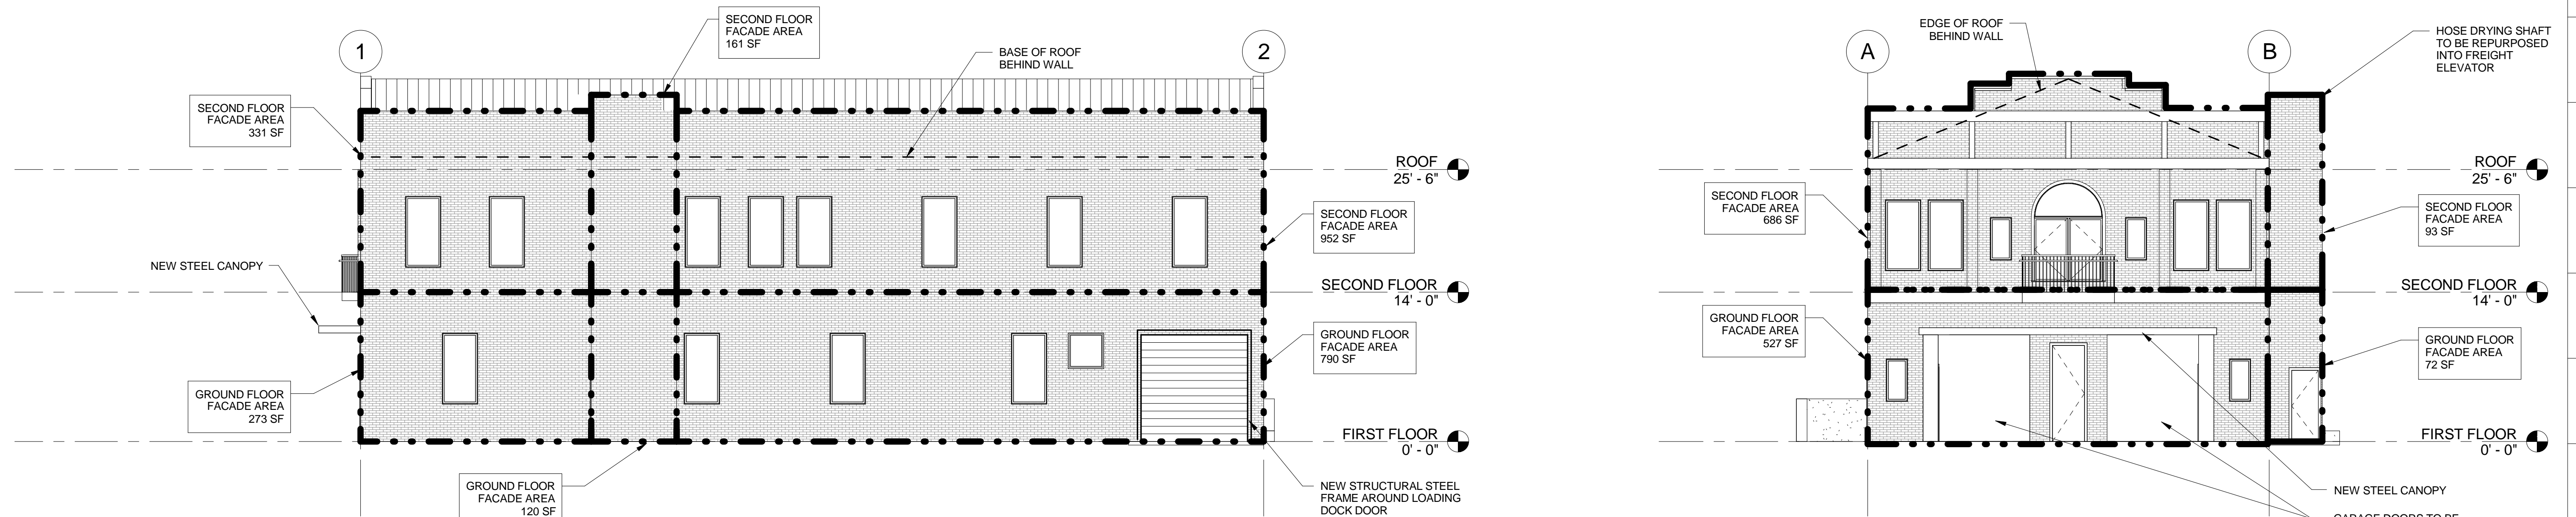 1
SECOND FLOOR
FACADE AREA
161 SF
BASE OF ROOF
BEHIND WALL
2
SECOND FLOOR
FACADE AREA
331 SF
ROOF
25' - 6"
SECOND FLOOR
FACADE AREA
952 SF
NEW STEEL CANOPY
SECOND FLOOR
14' - 0"
GROUND FLOOR
FACADE AREA
790 SF
GROUND FLOOR
FACADE AREA
273 SF
FIRST FLOOR
0' - 0"
GROUND FLOOR
FACADE AREA
120 SF
NEW STRUCTURAL STEEL
FRAME AROUND LOADING
DOCK DOOR
A
EDGE OF ROOF
BEHIND WALL
B
HOSE DRYING SHAFT
TO BE REPURPOSED
INTO FREIGHT
ELEVATOR
ROOF
25' - 6"
SECOND FLOOR
FACADE AREA
686 SF
SECOND FLOOR
FACADE AREA
93 SF
SECOND FLOOR
14' - 0"
GROUND FLOOR
FACADE AREA
527 SF
GROUND FLOOR
FACADE AREA
72 SF
FIRST FLOOR
0' - 0"
NEW STEEL CANOPY
GARAGE DOORS TO BE